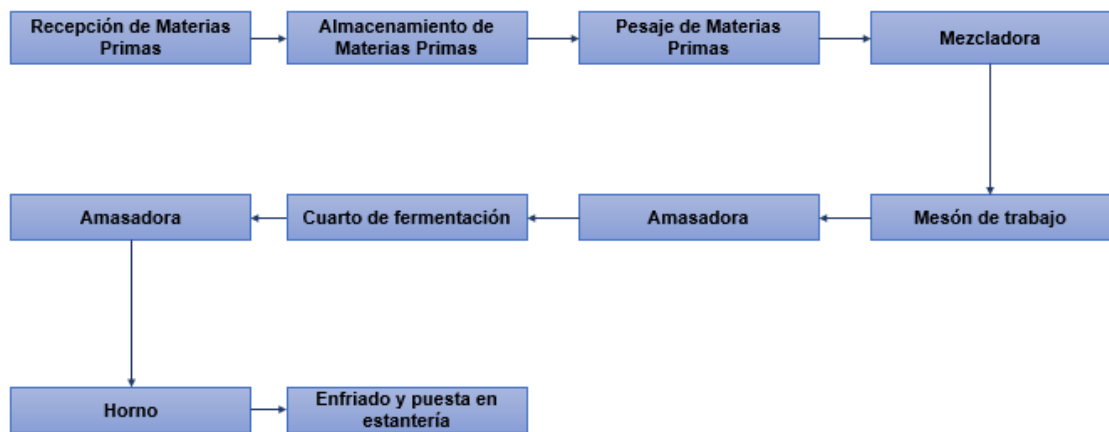 Recepción de Materias
Primas
Almacenamiento de
Materias Primas
Pesaje de Materias
Primas
Mezcladora
Amasadora
Cuarto de fermentación
Amasadora
Mesón de trabajo
Horno
Enfriado y puesta en
estantería